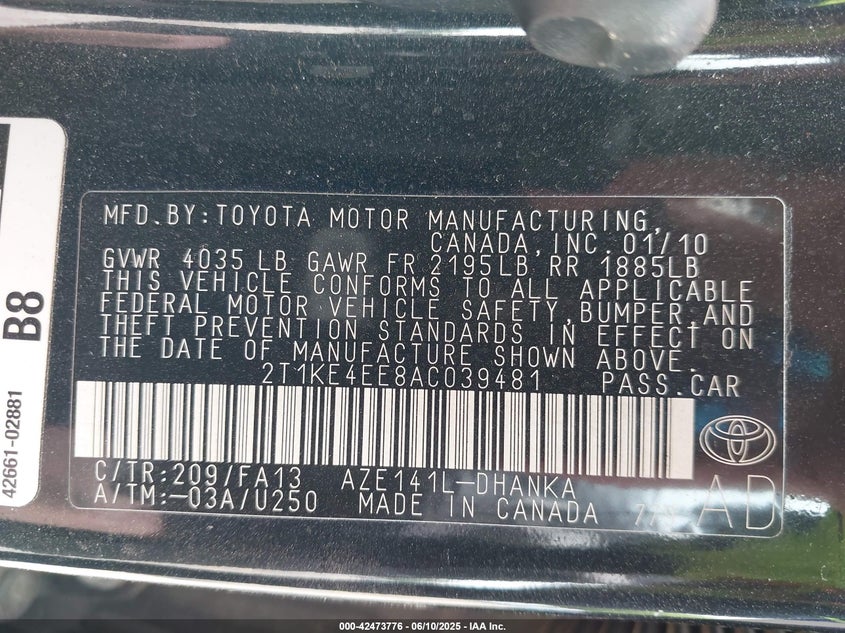 B8
42661-02881
MFD.BY:TOYOTA MOTOR MANUFACTURING,
CANADA,INC.01/10
GVWR 4035LB GAWR FR 2195LB RR 1885LB
THIS VEHICLE CONFORMS TO ALL APPLICABLE
FEDERAL MOTOR VEHICLE SAFETY,BUMPER,AND
THEFT PREVENTION STANDARDS IN EFFECT ON
THE DATE OF MANUFACTURE SHOWN ABOVE.
2T1KE4EE8AC039481 PASS.CAR
C/TR:209/FA13 AZE141L-DHANKA
A/TM:-03A/U250 MADE IN CANADA
AD
000-42473776 - 06/10/2025 - IAA Inc.